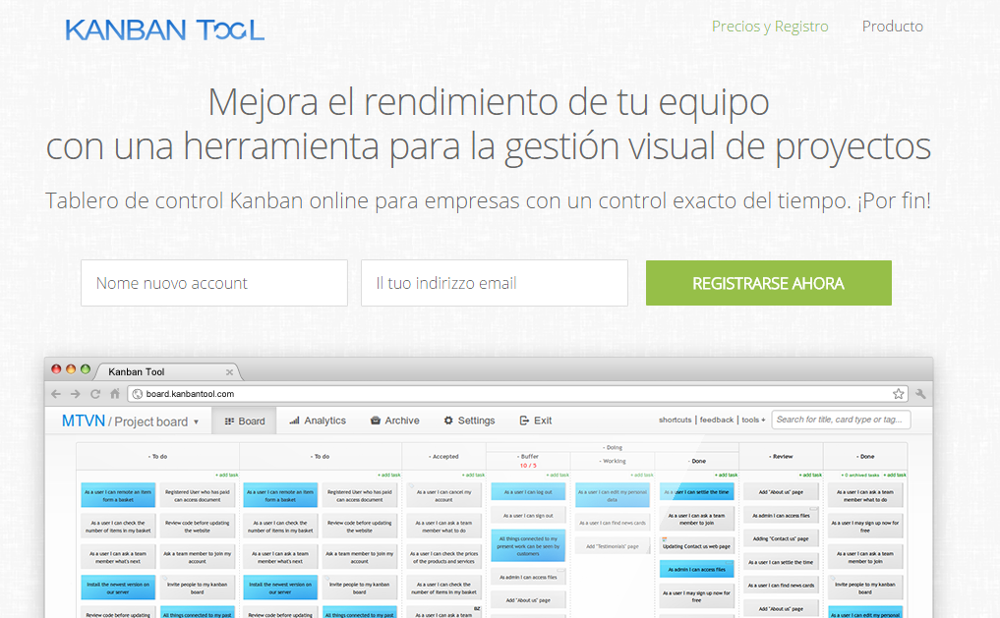 KANBAN TOOL
Precios y Registro
Producto
Mejora el rendimiento de tu equipo
con una herramienta para la gestión visual de proyectos
Tablero de control Kanban online para empresas con un control exacto del tiempo. ¡Por fin!
Nome nuovo account
Il tuo indirizzo email
REGISTRARSE AHORA
Kanban Tool
board.kanbantool.com
MTVN / Project board
Board
Analytics
Archive
Settings
Exit
shortcuts | feedback | tools +
Search for title, card type or tag...
- To do
- To do
- Accepted
- Doing
- Buffer
10 / 5
- Working
- Done
- Review
- Done
+ add task
+ add task
+ add task
+ add task
+ add task
+ add task
+ add task
+ 0 archived tasks + add task
As a user I can remote an item
form a basket
Registered User who has paid
can access document
As a user I can remote an item
form a basket
Registered User who has paid
can access document
As a user I can cancel my
account
As a user I can log out
As a user I can edit my personal
data
As a user I can settle the time
Add "About us" page
As a user I can ask a team
member what to do
As a user I can check the
number of items in my basket
Review code before updating
the website
As a user I can check the
number of items in my basket
Review code before updating
the website
As a user I can ask a team
member what to do
As a user I can sign out
As a user I can find news cards
As a user I can ask a team
member to join
As admin I can access files
As a user I may sign up now for
free
As a user I can ask a team
member what's next
Ask a team member to join my
account
As a user I can ask a team
member what's next
Ask a team member to join my
account
As a user I can check the prices
of the products and services
All things connected to my
present work can be seen by
customers
Add "Testimonials" page
Updating Contact us web page
Adding "Contact us" page
As a user I can ask a team
member to join
Install the newest version on
our server
Invite people to my kanban
board
Install the newest version on
our server
Invite people to my kanban
board
As a user I can check the
number of items in my basket
As admin I can access files
As admin I can access files
As a user I can settle the time
As admin I can access files
Invite people to my kanban
board
Add "About us" page
As a user I may sign up now for
free
As a user I can find news cards
Add "About us" page
Review code before updating
All things connected to my past
Review code before updating
All things connected to my past
BZ
As a user I can ask a team
As a user I can edit my personal